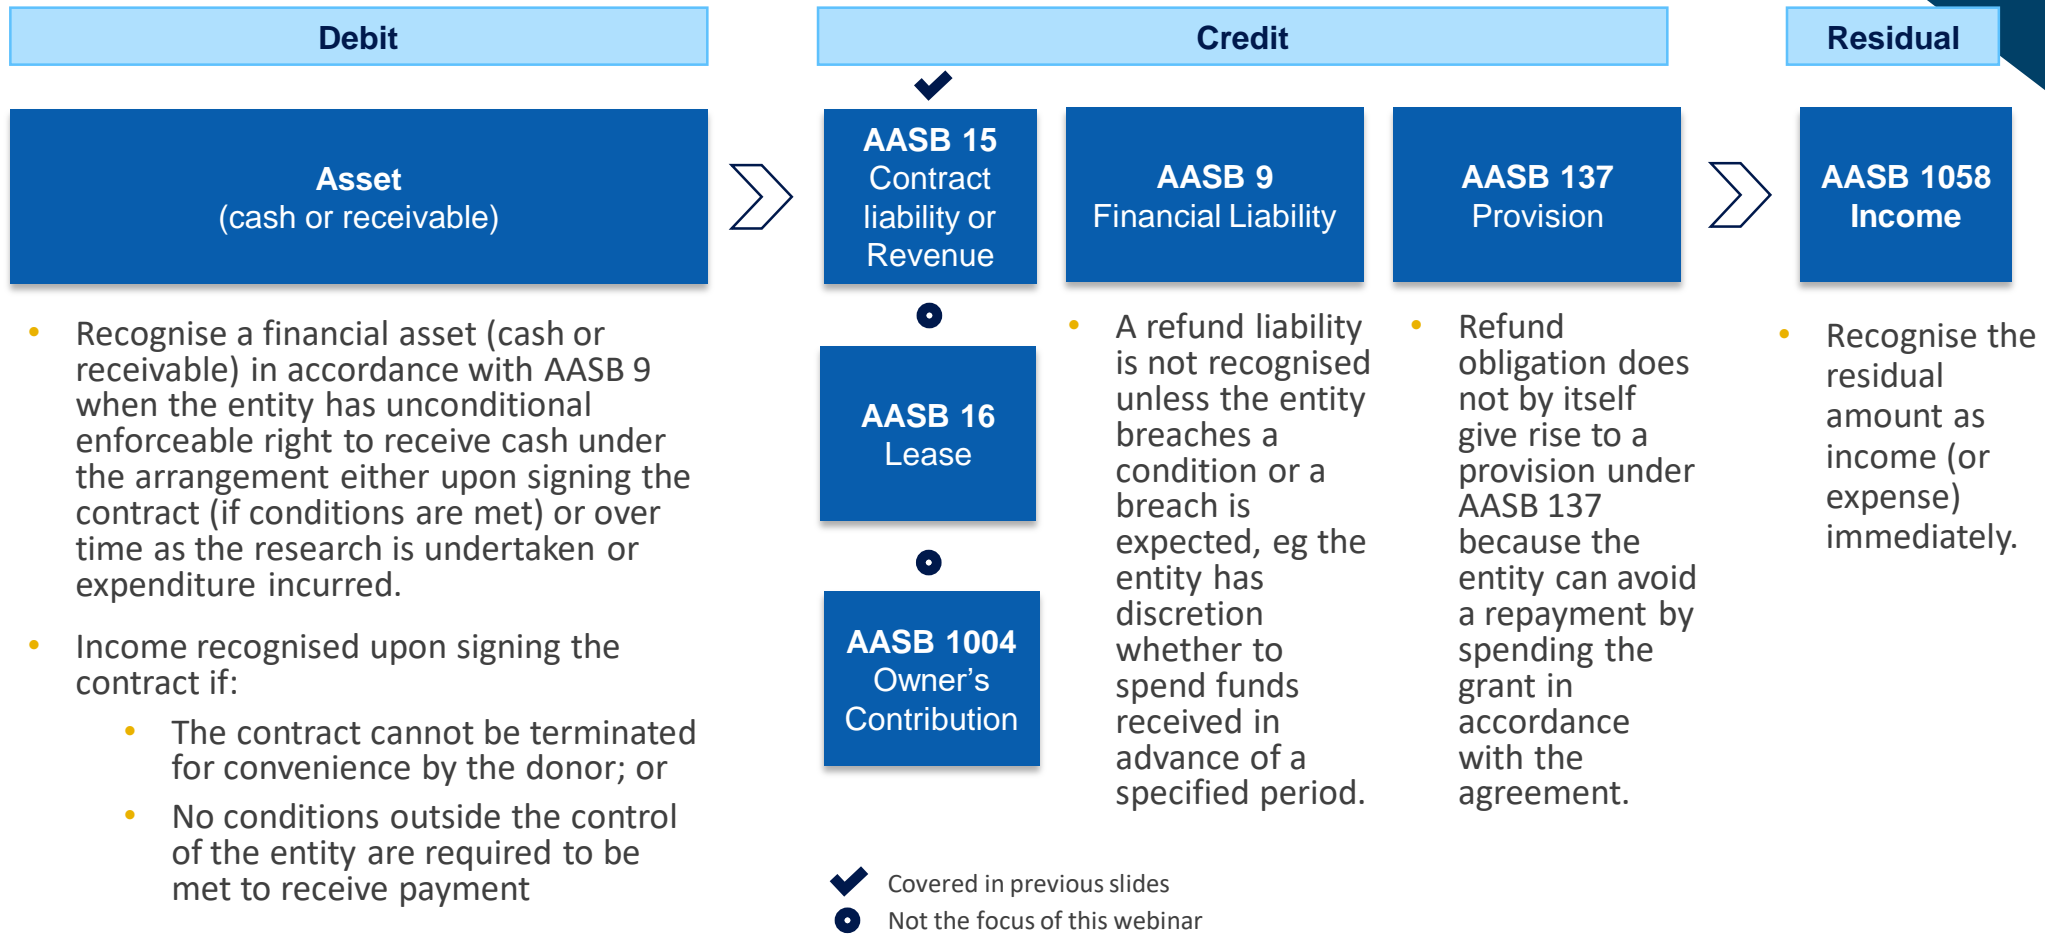 Debit
Credit
Residual
Asset
(cash or receivable)
AASB 15
Contract
liability or
Revenue
AASB 9
Financial Liability
AASB 137
Provision
AASB 1058
Income
• Recognise a financial asset (cash or
receivable) in accordance with AASB 9
when the entity has unconditional
enforceable right to receive cash under
the arrangement either upon signing the
contract (if conditions are met) or over
time as the research is undertaken or
expenditure incurred.
• Income recognised upon signing the
contract if:
• The contract cannot be terminated
for convenience by the donor; or
• No conditions outside the control
of the entity are required to be
met to receive payment
AASB 16
Lease
AASB 1004
Owner’s
Contribution
• A refund liability
is not recognised
unless the entity
breaches a
condition or a
breach is
expected, eg the
entity has
discretion
whether to
spend funds
received in
advance of a
specified period.
• Refund
obligation does
not by itself
give rise to a
provision under
AASB 137
because the
entity can avoid
a repayment by
spending the
grant in
accordance
with the
agreement.
• Recognise the
residual
amount as
income (or
expense)
immediately.
Covered in previous slides
Not the focus of this webinar